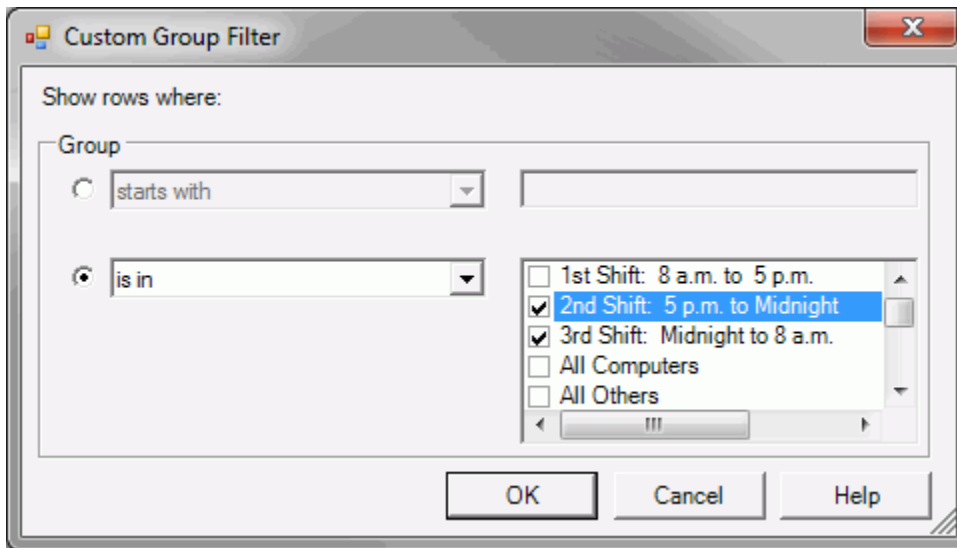 Custom Group Filter
Show rows where:
Group
starts with
is in
1st Shift:  8 a.m. to  5 p.m.
2nd Shift:  5 p.m. to Midnight
3rd Shift:  Midnight to 8 a.m.
All Computers
All Others
OK Cancel Help